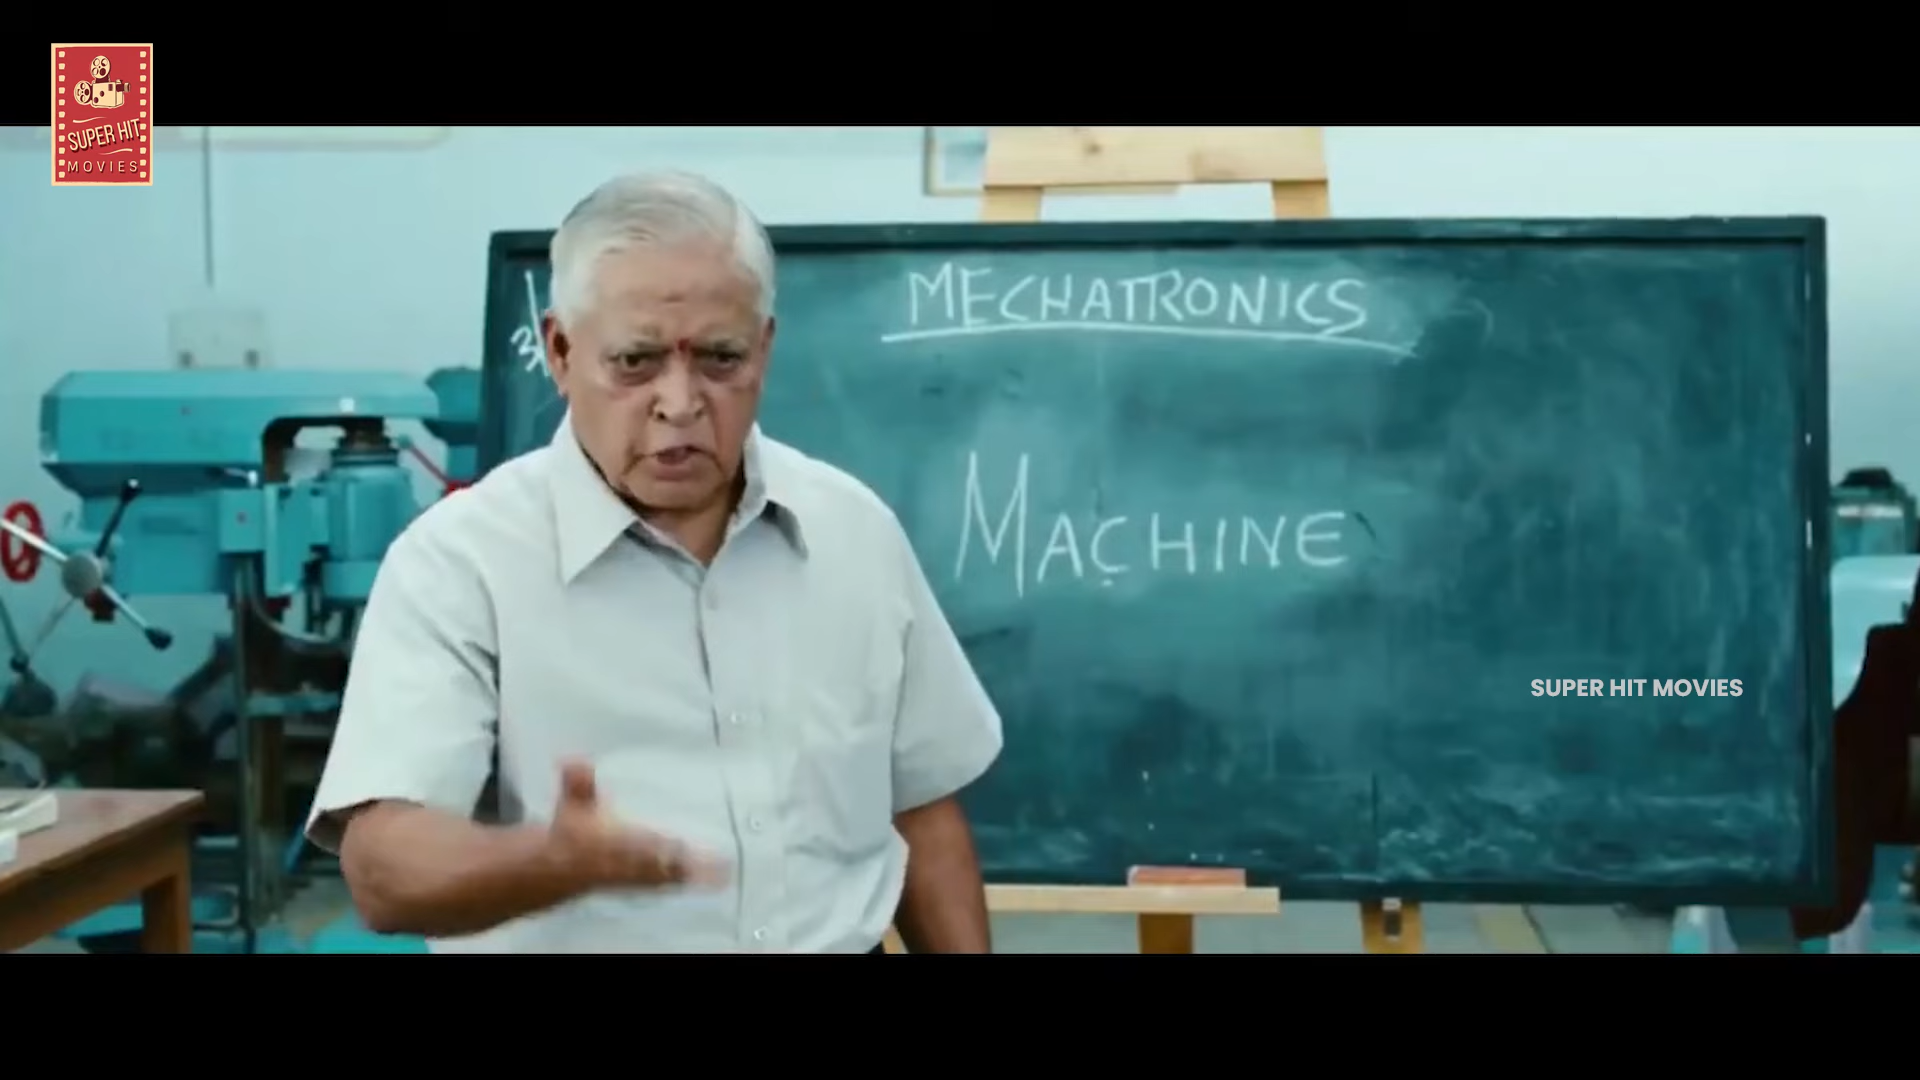 SUPER HIT
MOVIES
MECHATRONICS
MACHINE
SUPER HIT MOVIES